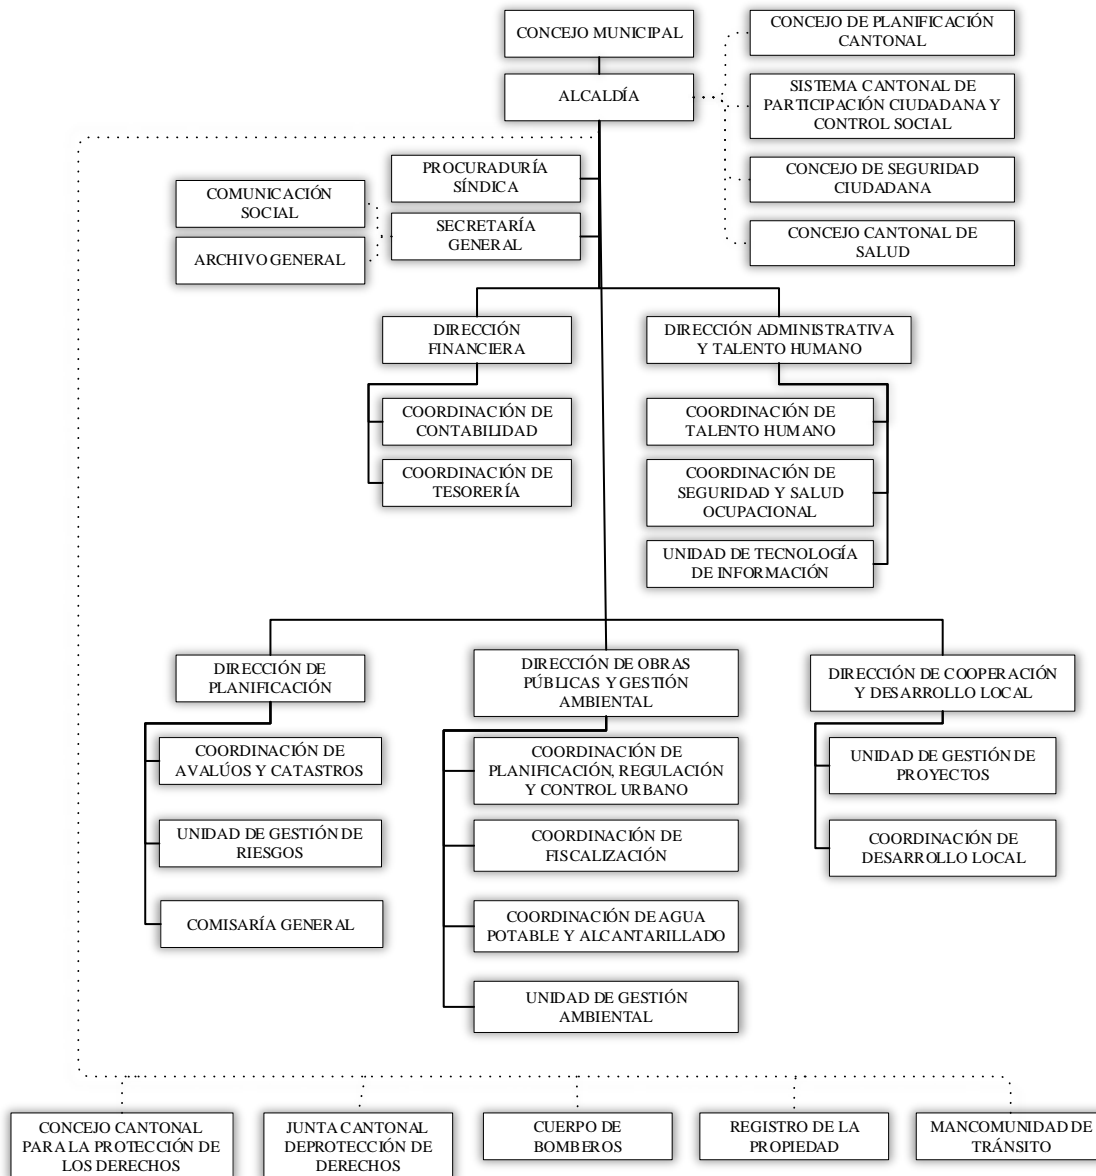 CONCEJO MUNICIPAL
ALCALDÍA
CONCEJO DE PLANIFICACIÓN
CANTONAL
SISTEMA CANTONAL DE
PARTICIPACIÓN CIUDADANA Y
CONTROL SOCIAL
CONCEJO DE SEGURIDAD
CIUDADANA
CONCEJO CANTONAL DE
SALUD
PROCURADURÍA
SÍNDICA
SECRETARÍA
GENERAL
COMUNICACIÓN
SOCIAL
ARCHIVO GENERAL
DIRECCIÓN
FINANCIERA
COORDINACIÓN DE
CONTABILIDAD
COORDINACIÓN DE
TESORERÍA
DIRECCIÓN ADMINISTRATIVA
Y TALENTO HUMANO
COORDINACIÓN DE
TALENTO HUMANO
COORDINACIÓN DE
SEGURIDAD Y SALUD
OCUPACIONAL
UNIDAD DE TECNOLOGÍA
DE INFORMACIÓN
DIRECCIÓN DE
PLANIFICACIÓN
COORDINACIÓN DE
AVALÚOS Y CATASTROS
UNIDAD DE GESTIÓN DE
RIESGOS
COMISARÍA GENERAL
DIRECCIÓN DE OBRAS
PÚBLICAS Y GESTIÓN
AMBIENTAL
COORDINACIÓN DE
PLANIFICACIÓN, REGULACIÓN
Y CONTROL URBANO
COORDINACIÓN DE
FISCALIZACIÓN
COORDINACIÓN DE AGUA
POTABLE Y ALCANTARILLADO
UNIDAD DE GESTIÓN
AMBIENTAL
DIRECCIÓN DE COOPERACIÓN
Y DESARROLLO LOCAL
UNIDAD DE GESTIÓN DE
PROYECTOS
COORDINACIÓN DE
DESARROLLO LOCAL
CONCEJO CANTONAL
PARA LA PROTECCIÓN DE
LOS DERECHOS
JUNTA CANTONAL
DEPROTECCIÓN DE
DERECHOS
CUERPO DE
BOMBEROS
REGISTRO DE LA
PROPIEDAD
MANCOMUNIDAD DE
TRÁNSITO